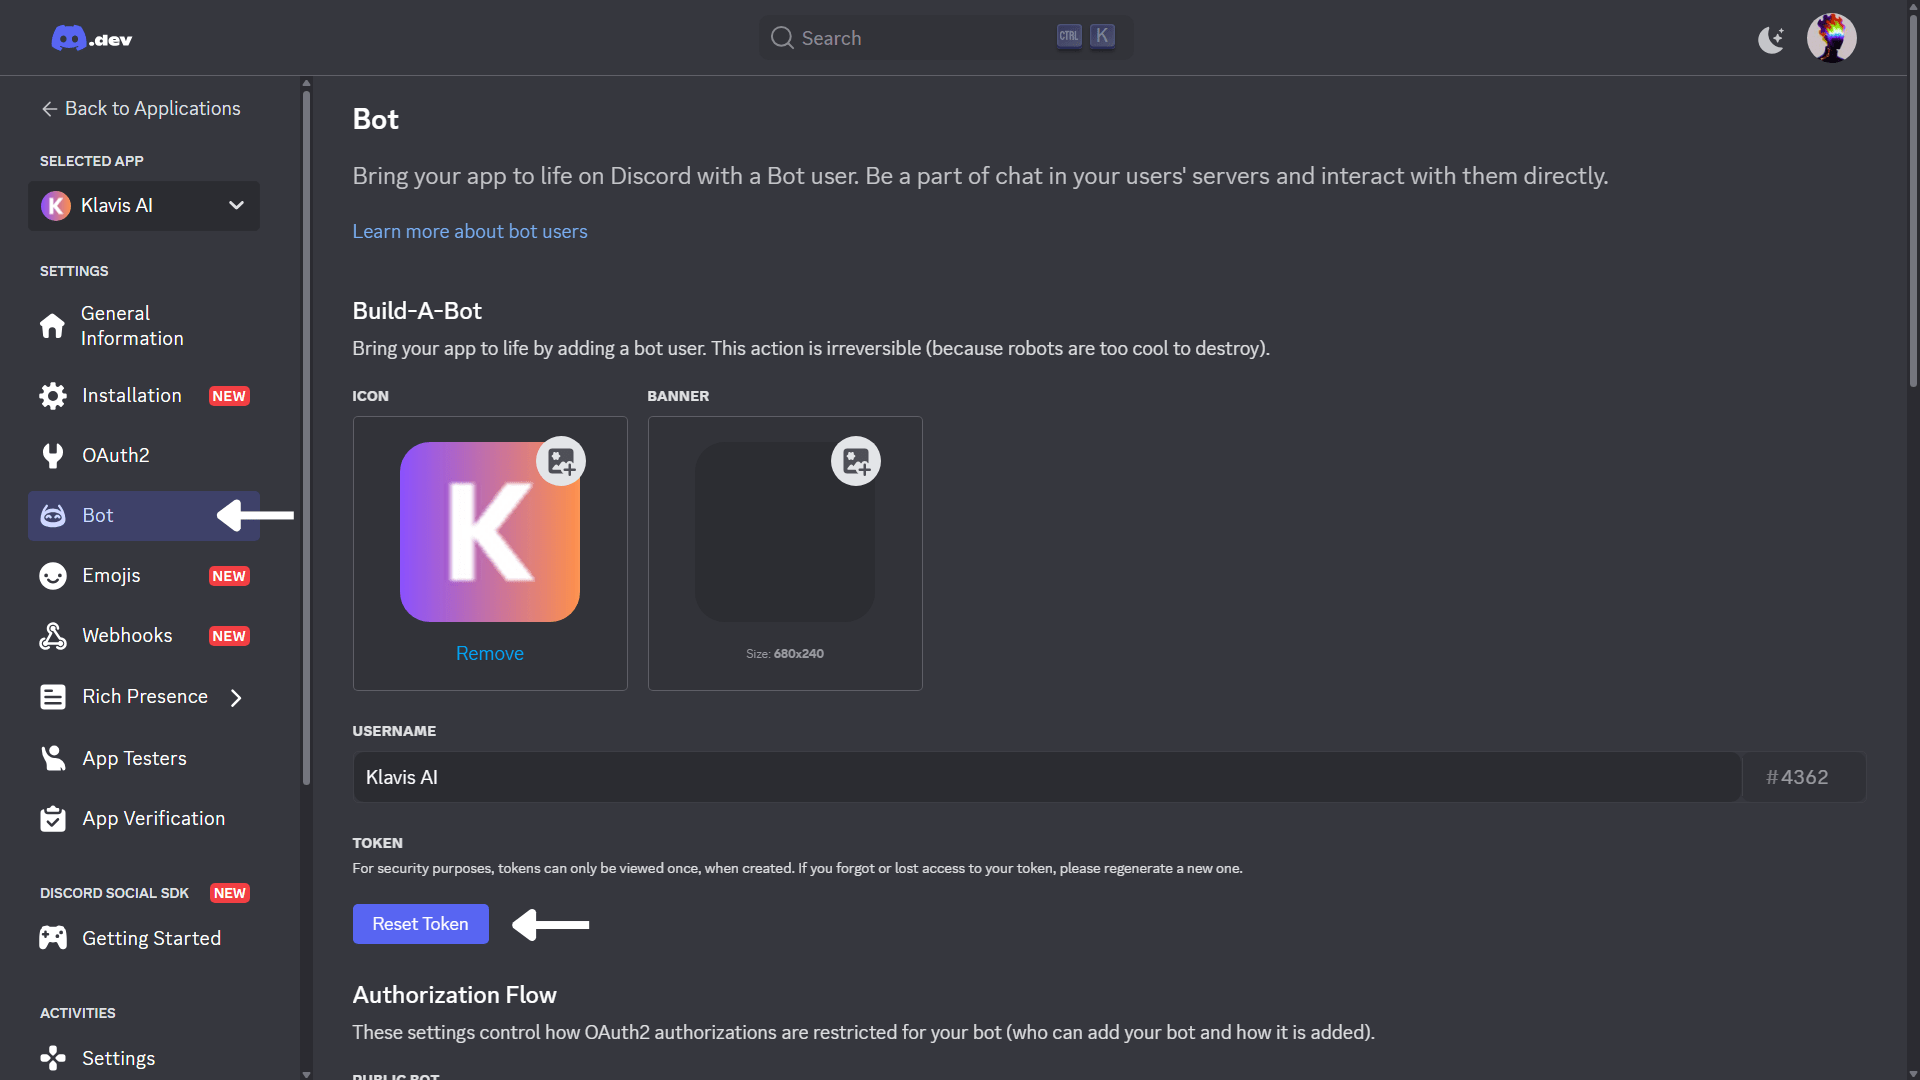 .dev
Search
CTRL
K
Back to Applications
SELECTED APP
K
Klavis AI
SETTINGS
General
Information
Installation
NEW
OAuth2
Bot
Emojis
NEW
Webhooks
NEW
Rich Presence
App Testers
App Verification
DISCORD SOCIAL SDK
NEW
Getting Started
ACTIVITIES
Settings
Bot
Bring your app to life on Discord with a Bot user. Be a part of chat in your users' servers and interact with them directly.
Learn more about bot users
Build-A-Bot
Bring your app to life by adding a bot user. This action is irreversible (because robots are too cool to destroy).
ICON
BANNER
K
Remove
Size: 680x240
USERNAME
Klavis AI
#4362
TOKEN
For security purposes, tokens can only be viewed once, when created. If you forgot or lost access to your token, please regenerate a new one.
Reset Token
Authorization Flow
These settings control how OAuth2 authorizations are restricted for your bot (who can add your bot and how it is added).
PUBLIC BOT